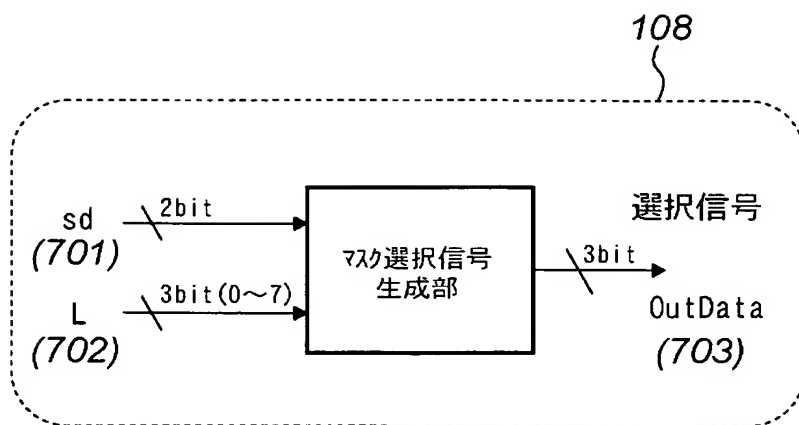 108
sd
(701)
2bit
L
(702)
3bit(0〜7)
マスク選択信号
生成部
選択信号
3bit
OutData
(703)